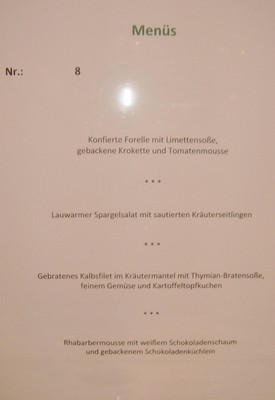 Menüs
Nr.: 8
Konfierte Forelle mit Limettensoße,
gebackene Krokette und Tomatenmousse
* * *
Lauwarmer Spargelsalat mit sautierten Kräuterseitlingen
* * *
Gebratenes Kalbsfilet im Kräutermantel mit Thymian-Bratensoße,
feinem Gemüse und Kartoffeltopfkuchen
* * *
Rhabarbermousse mit weißem Schokoladenschaum
und gebackenem Schokoladenküchlein